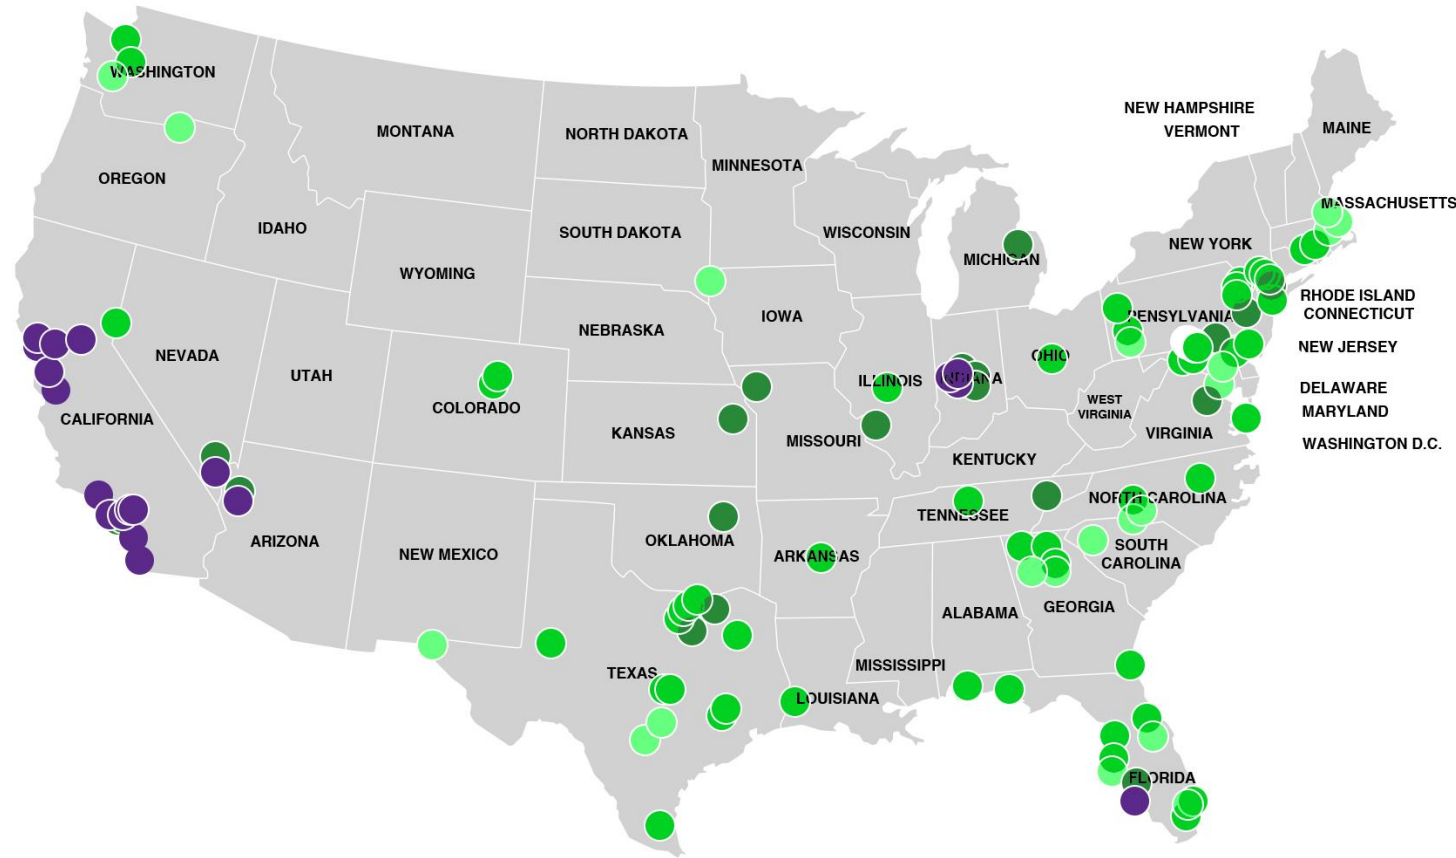 NEW HAMPSHIRE
VERMONT
MAINE
WASHINGTON
MONTANA
NORTH DAKOTA
MINNESOTA
OREGON
MASSACHUSETTS
IDAHO
SOUTH DAKOTA
WISCONSIN
NEW YORK
MICHIGAN
WYOMING
RHODE ISLAND
CONNECTICUT
IOWA
PENSYLVANIA
NEBRASKA
NEW JERSEY
NEVADA
OHIO
UTAH
ILLINOIS
INDIANA
DELAWARE
COLORADO
WEST
VIRGINIA
MARYLAND
CALIFORNIA
KANSAS
MISSOURI
VIRGINIA
WASHINGTON D.C.
KENTUCKY
NORTH CAROLINA
TENNESSEE
ARIZONA
OKLAHOMA
NEW MEXICO
ARKANSAS
SOUTH
CAROLINA
ALABAMA
GEORGIA
MISSISSIPPI
TEXAS
LOUISIANA
FLORIDA